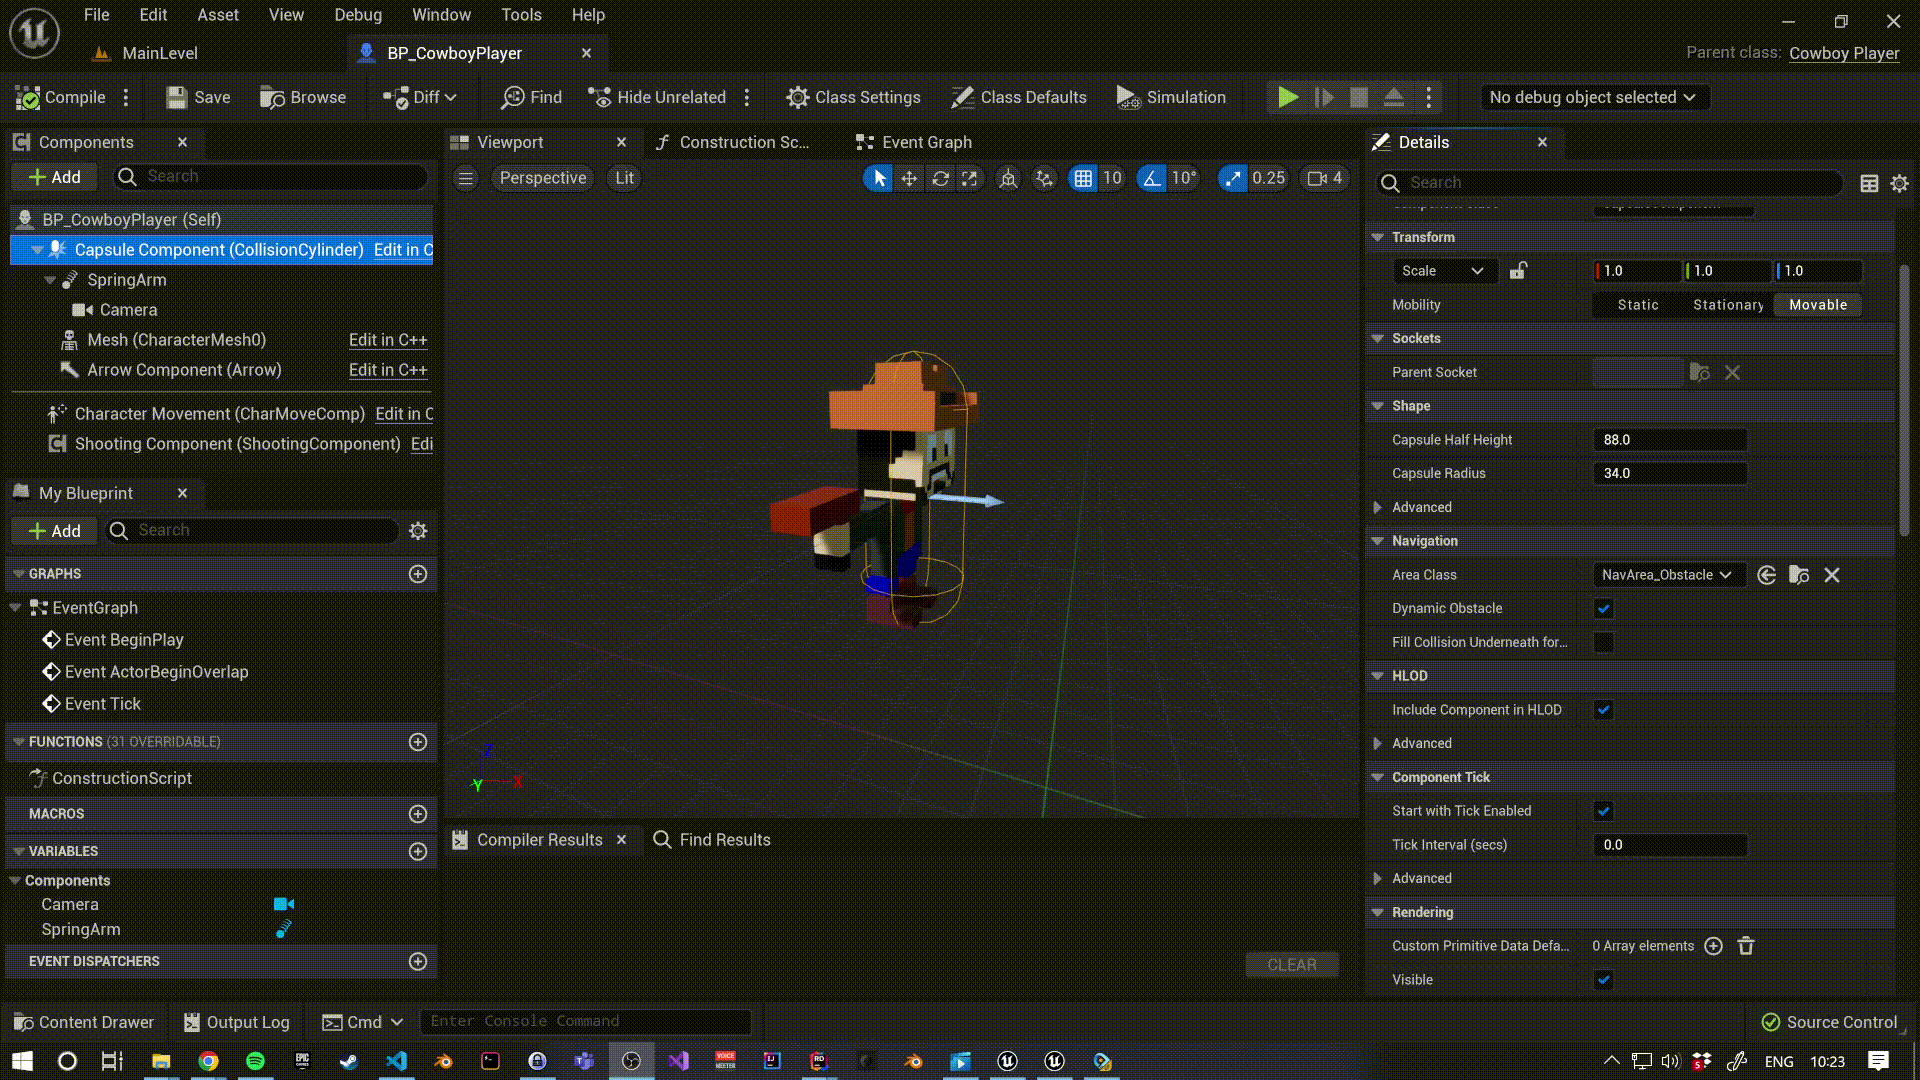 File Edit Asset View Debug Window Tools Help
MainLevel
BP_CowboyPlayer
Parent class: Cowboy Player
Compile Save Browse Diff Find Hide Unrelated Class Settings Class Defaults Simulation No debug object selected
Components
Add Search
BP_CowboyPlayer (Self)
Capsule Component (CollisionCylinder) Edit in C
SpringArm
Camera
Mesh (CharacterMesh0) Edit in C++
Arrow Component (Arrow) Edit in C++
Character Movement (CharMoveComp) Edit in C
Shooting Component (ShootingComponent) Edi
My Blueprint
Add Search
GRAPHS
EventGraph
Event BeginPlay
Event ActorBeginOverlap
Event Tick
FUNCTIONS (31 OVERRIDABLE)
ConstructionScript
MACROS
VARIABLES
Components
Camera
SpringArm
EVENT DISPATCHERS
Viewport Construction Sc... Event Graph
Perspective Lit 10 10° 0.25 4
Z
Y X
Compiler Results Find Results
CLEAR
Details
Search
Transform
Scale 1.0 1.0 1.0
Mobility Static Stationary Movable
Sockets
Parent Socket
Shape
Capsule Half Height 88.0
Capsule Radius 34.0
Advanced
Navigation
Area Class NavArea_Obstacle
Dynamic Obstacle
Fill Collision Underneath for...
HLOD
Include Component in HLOD
Advanced
Component Tick
Start with Tick Enabled
Tick Interval (secs) 0.0
Advanced
Rendering
Custom Primitive Data Defa... 0 Array elements
Visible
Content Drawer Output Log Cmd Enter Console Command Source Control
ENG 10:23